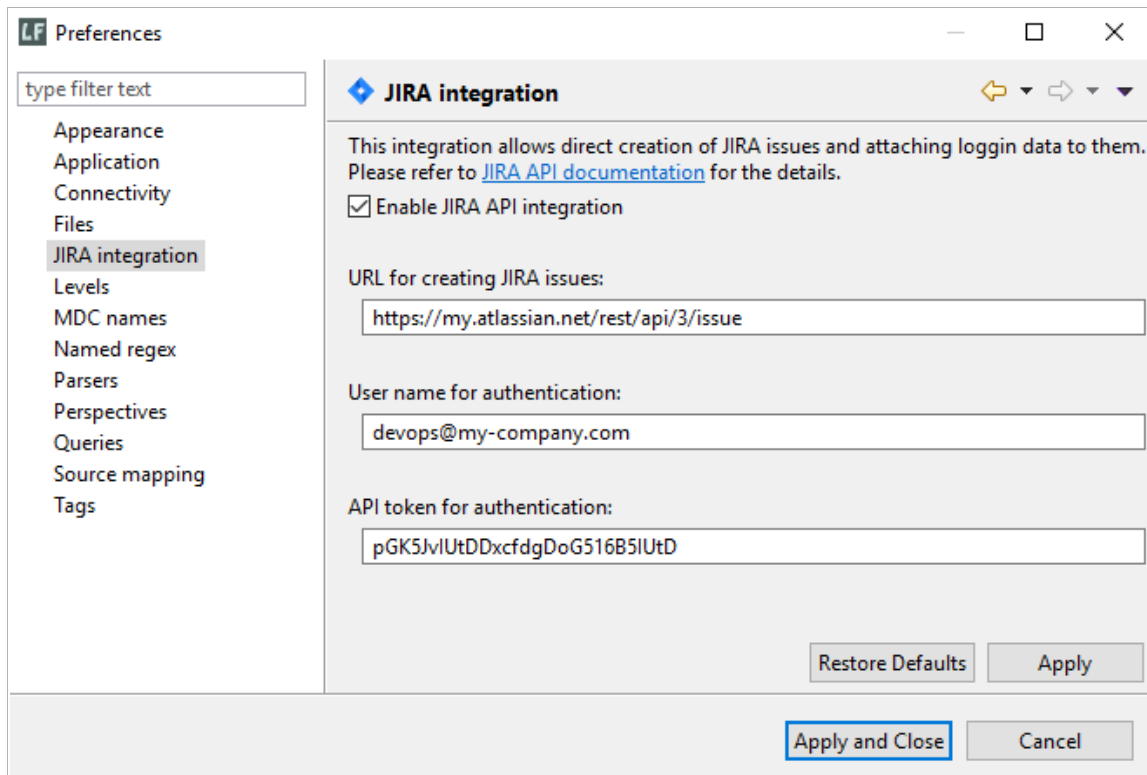 LF Preferences
type filter text
Appearance
Application
Connectivity
Files
JIRA integration
Levels
MDC names
Named regex
Parsers
Perspectives
Queries
Source mapping
Tags
JIRA integration
This integration allows direct creation of JIRA issues and attaching loggin data to them.
Please refer to JIRA API documentation for the details.
Enable JIRA API integration
URL for creating JIRA issues:
https://my.atlassian.net/rest/api/3/issue
User name for authentication:
devops@my-company.com
API token for authentication:
pGK5JvlUtDDxcfdgDoG516B5lUtD
Restore Defaults
Apply
Apply and Close
Cancel